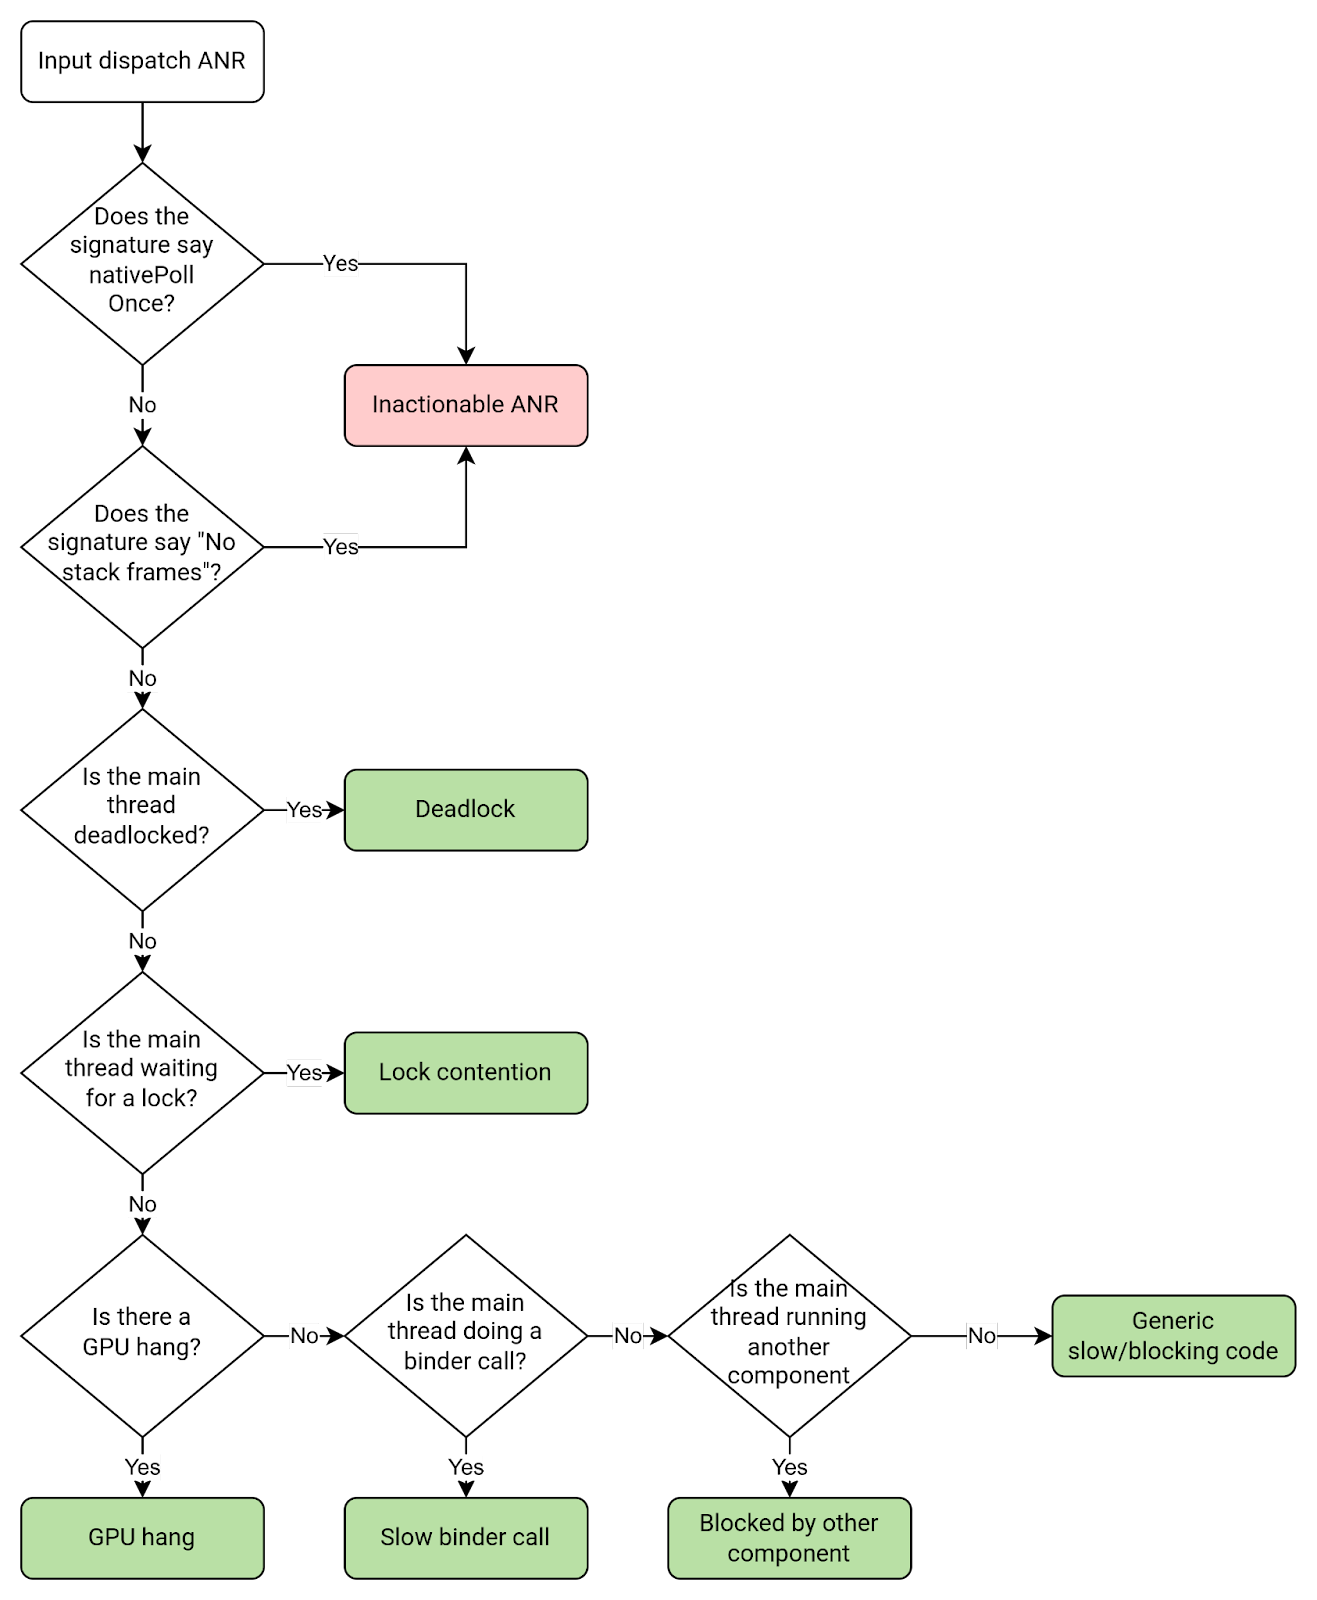 Input dispatch ANR
Does the
signature say
nativePoll
Once?
Yes
Inactionable ANR
No
Does the
signature say "No
stack frames"?
Yes
No
Is the main
thread
deadlocked?
Yes
Deadlock
No
Is the main
thread waiting
for a lock?
Yes
Lock contention
No
Is there a
GPU hang?
No
Is the main
thread doing a
binder call?
No
Is the main
thread running
another
component
No
Generic
slow/blocking code
Yes
Yes
Yes
GPU hang
Slow binder call
Blocked by other
component